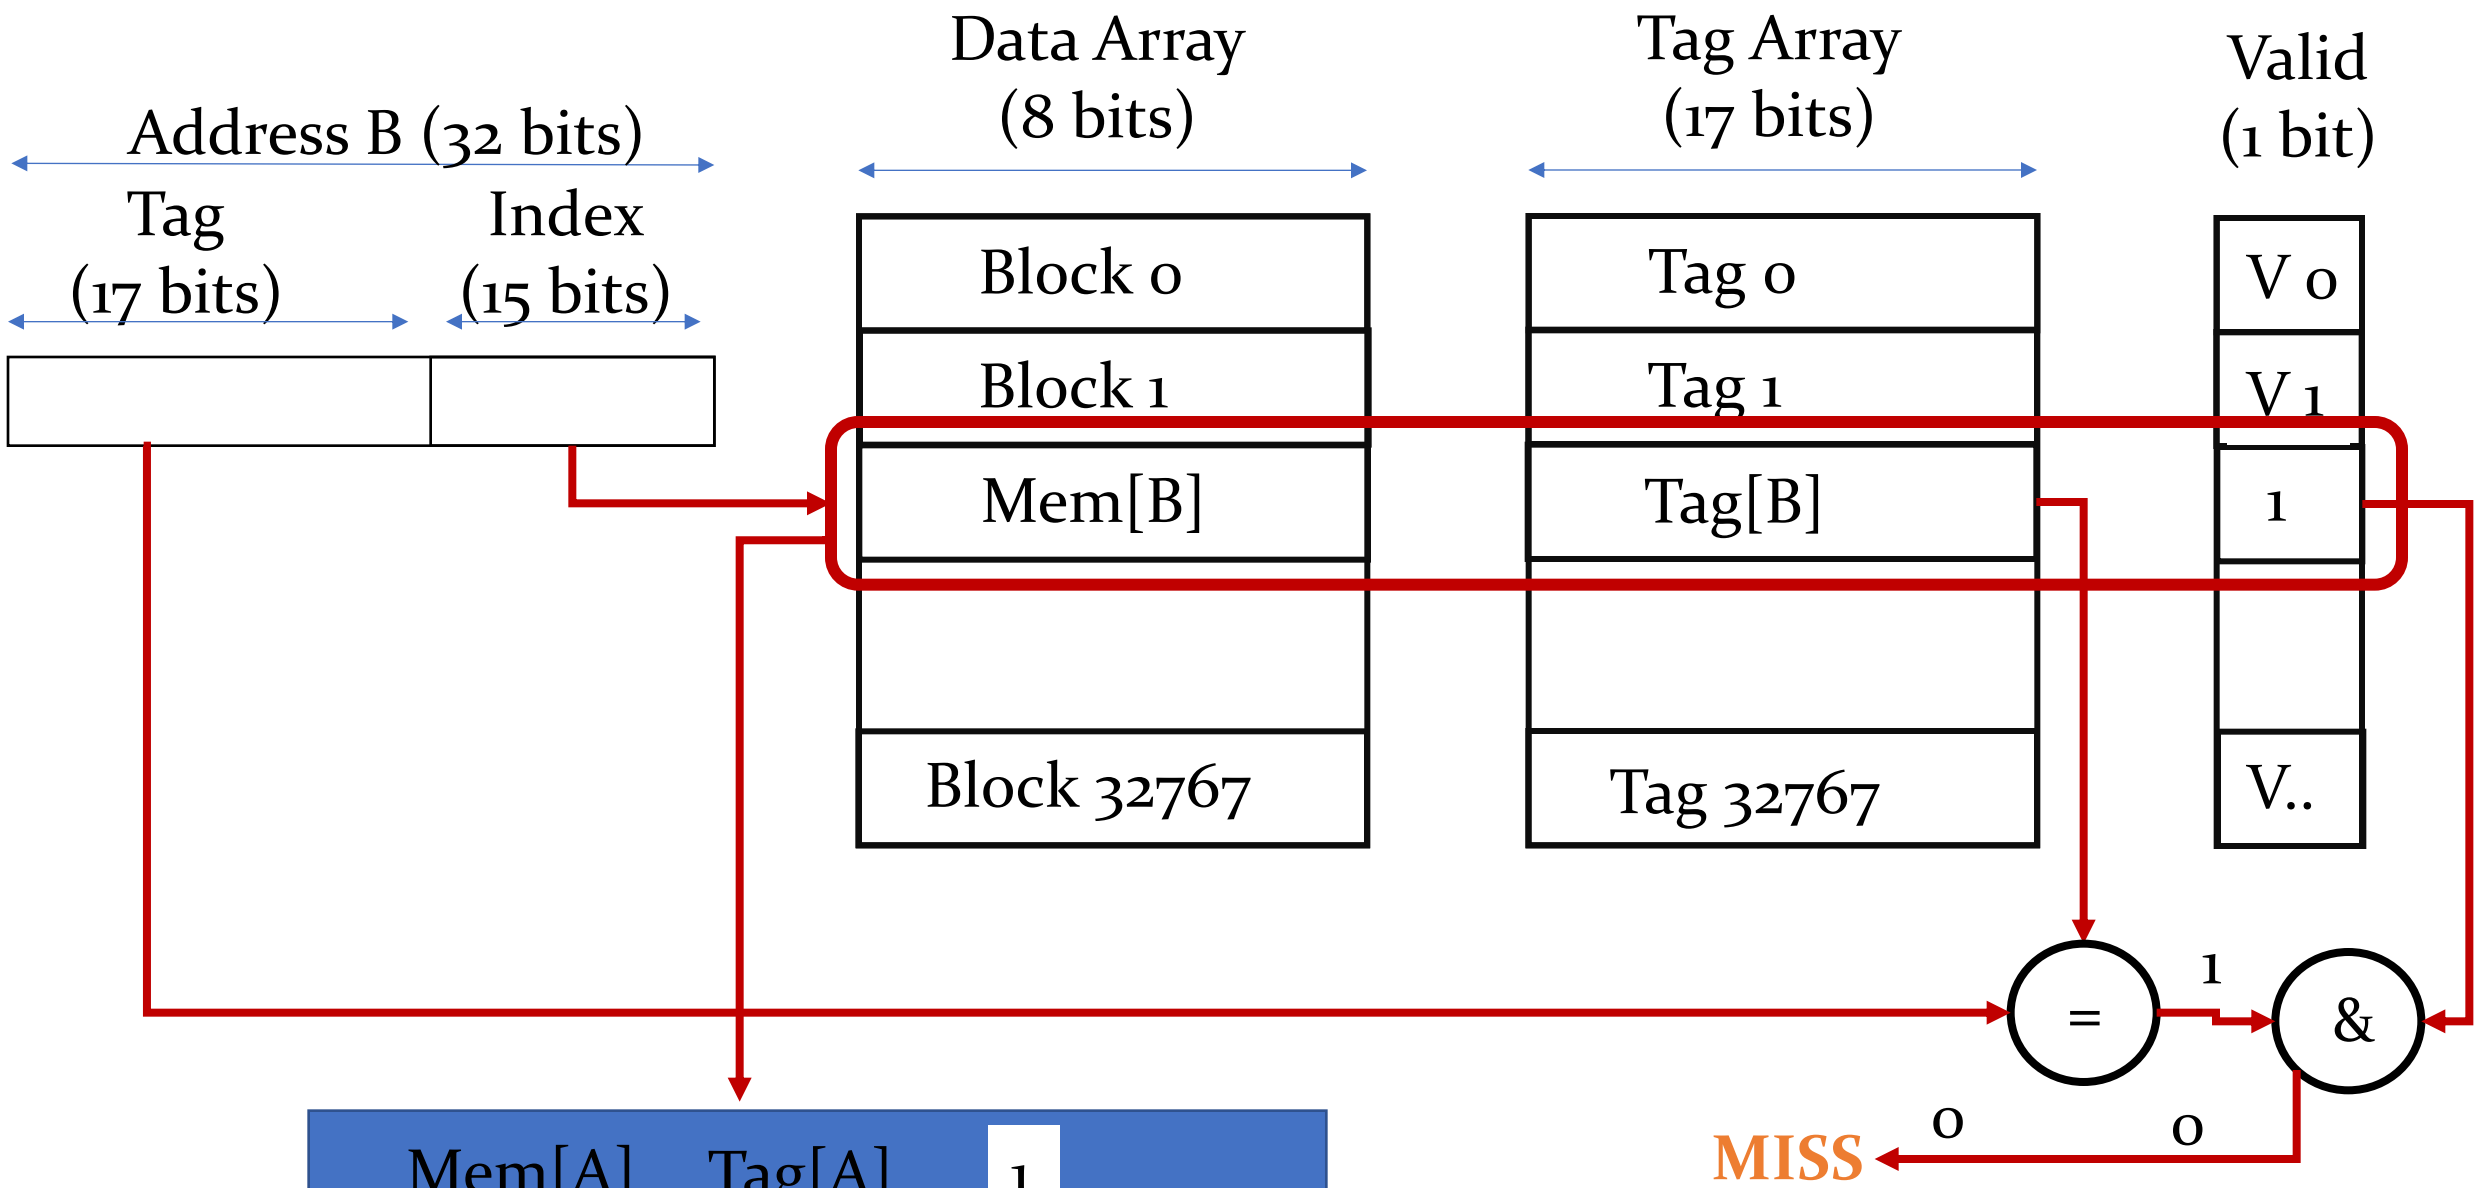 Data Array
(8 bits)
Tag Array
(17 bits)
Valid
(1 bit)
Address B (32 bits)
Tag
(17 bits)
Index
(15 bits)
Block 0
Tag 0
V 0
Block 1
Tag 1
V 1
Mem[B]
Tag[B]
1
Block 32767
Tag 32767
V..
=
1
&
0
0
MISS
Mem[A]
Tag[A]
1